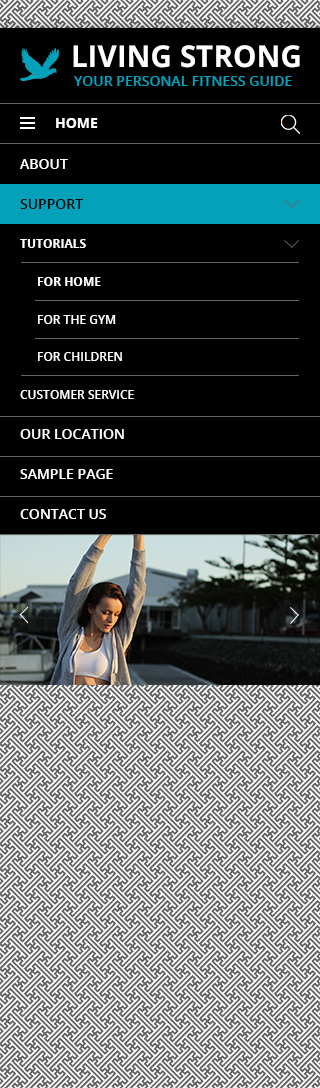 LIVING STRONG
YOUR PERSONAL FITNESS GUIDE
HOME
ABOUT
SUPPORT
TUTORIALS
FOR HOME
FOR THE GYM
FOR CHILDREN
CUSTOMER SERVICE
OUR LOCATION
SAMPLE PAGE
CONTACT US